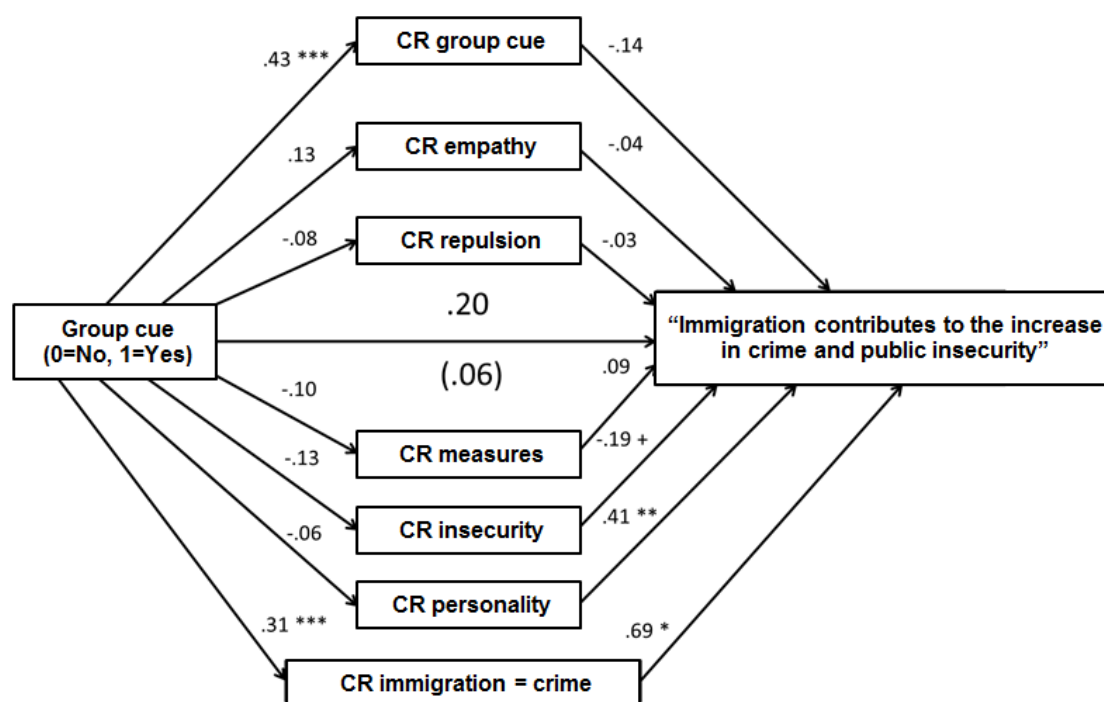 CR group cue
.43 ***
-.14
CR empathy
.13
-.04
CR repulsion
-.08
-.03
Group cue
(0=No, 1=Yes)
.20
(.06)
“Immigration contributes to the increase
in crime and public insecurity”
-.10
.09
CR measures
-.13
-.19 +
CR insecurity
-.06
.41 **
CR personality
.31 ***
.69 *
CR immigration = crime